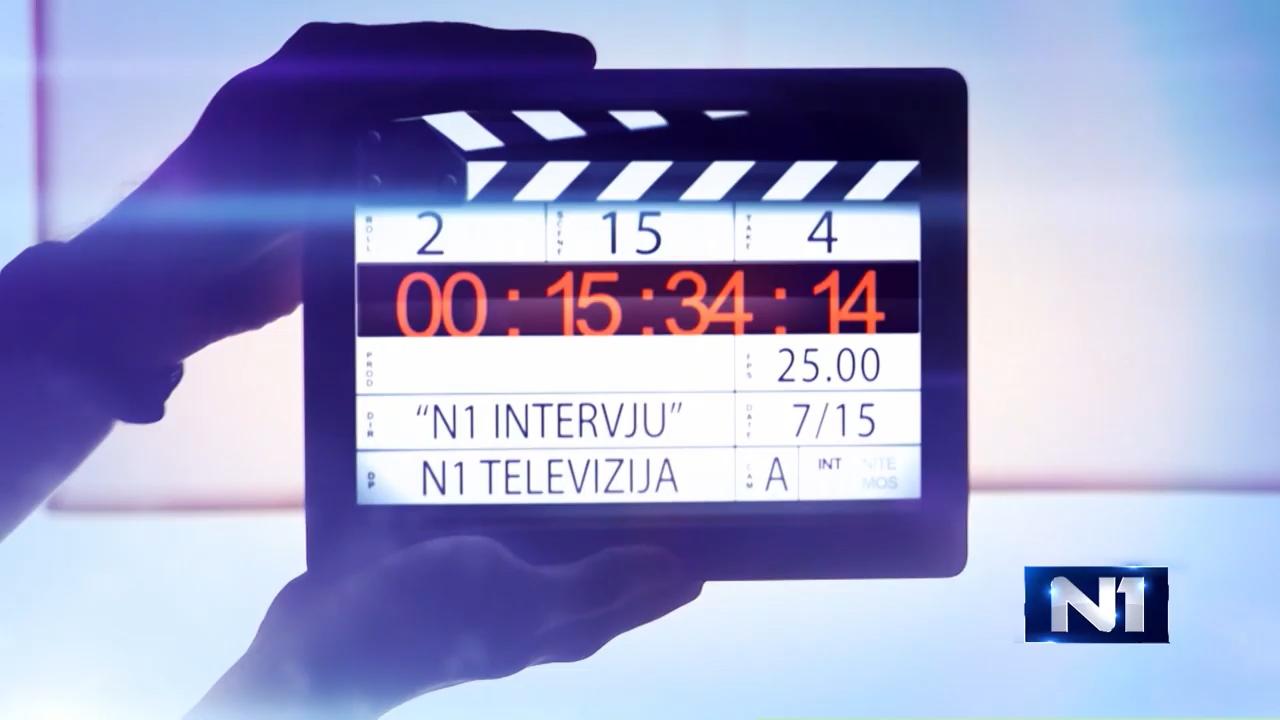 ROLL 2 SCENE 15 TAKE 4
00:15:34:14
PROD FPS 25.00
DIR “N1 INTERVJU” DATE 7/15
DP N1 TELEVIZIJA CAM A INT NITE
MOS
N1